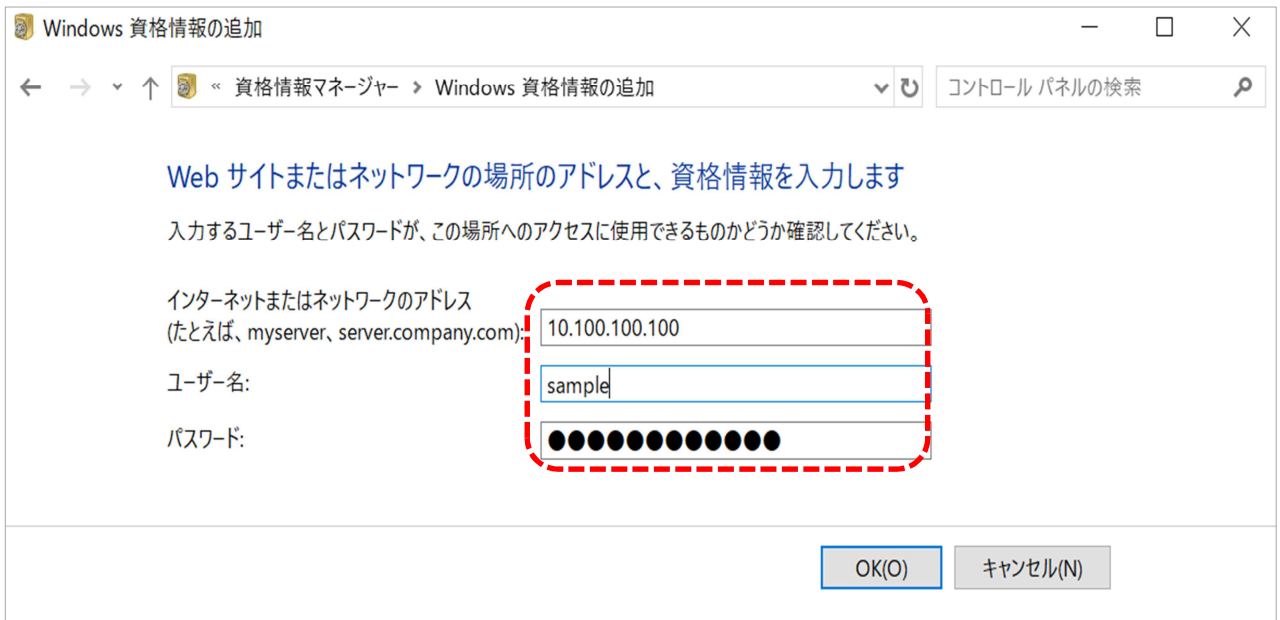 Windows 資格情報の追加
« 資格情報マネージャー > Windows 資格情報の追加
コントロール パネルの検索
Web サイトまたはネットワークの場所のアドレスと、資格情報を入力します
入力するユーザー名とパスワードが、この場所へのアクセスに使用できるものかどうか確認してください。
インターネットまたはネットワークのアドレス
(たとえば、myserver、server.company.com):
10.100.100.100
ユーザー名:
sample
パスワード:
●●●●●●●●●●●●
OK(O)
キャンセル(N)